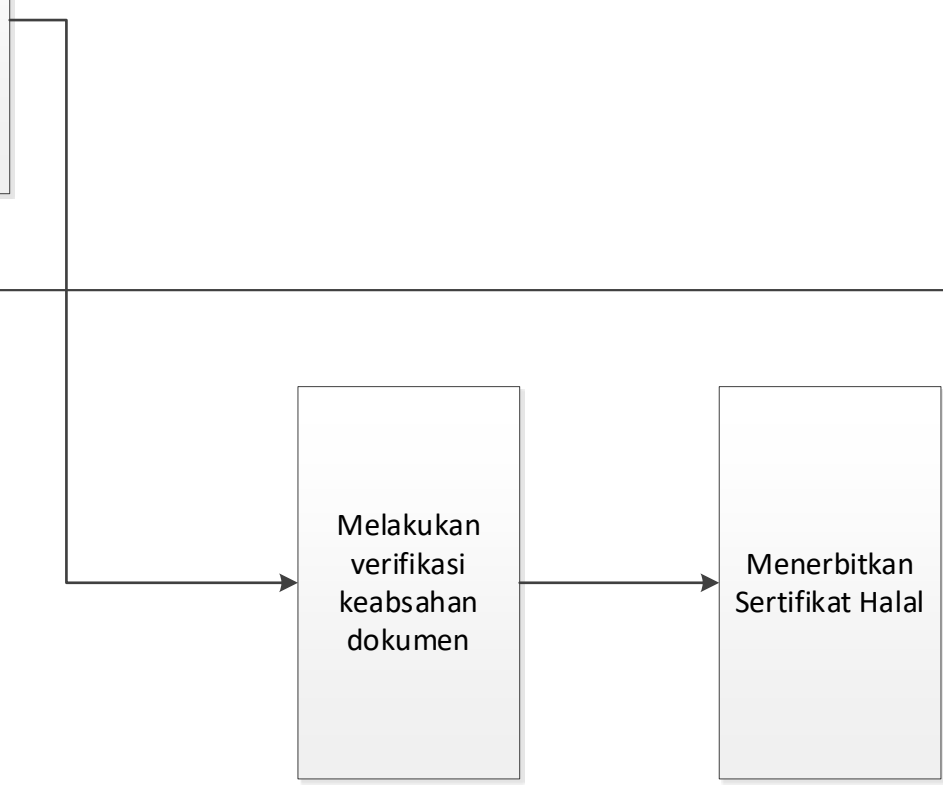 Melakukan
verifikasi
keabsahan
dokumen
Menerbitkan
Sertifikat Halal